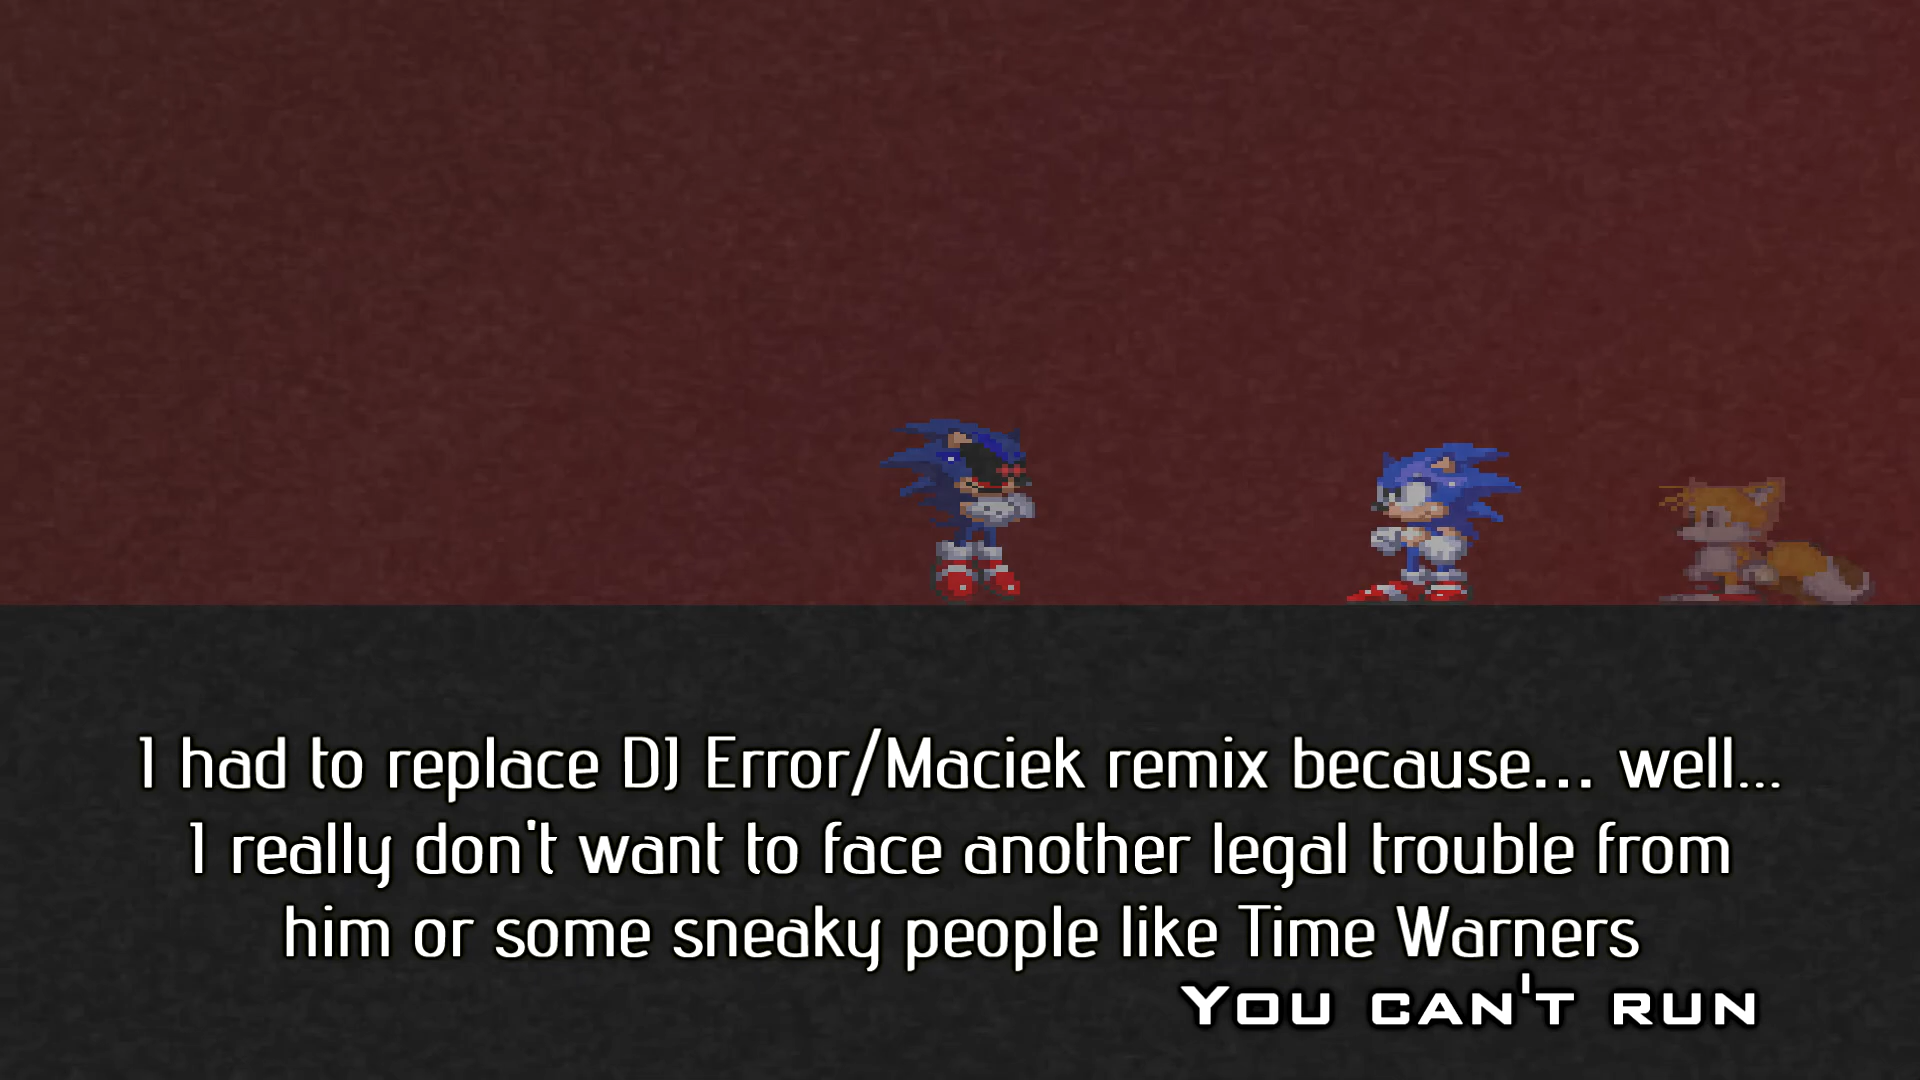 I had to replace DJ Error/Maciek remix because... well...
I really don't want to face another legal trouble from
him or some sneaky people like Time Warners
You can't run